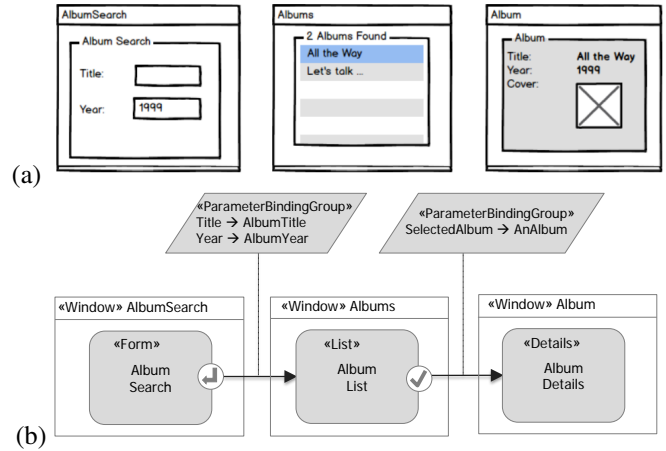 AlbumSearch
Album Search
Title:
Year:
1999
Albums
2 Albums Found
All the Way
Let's talk ...
Album
Album
Title: All the Way
Year: 1999
Cover:
(a)
«ParameterBindingGroup»
Title → AlbumTitle
Year → AlbumYear
«ParameterBindingGroup»
SelectedAlbum → AnAlbum
«Window» AlbumSearch
«Form»
Album
Search
«Window» Albums
«List»
Album
List
«Window» Album
«Details»
Album
Details
(b)